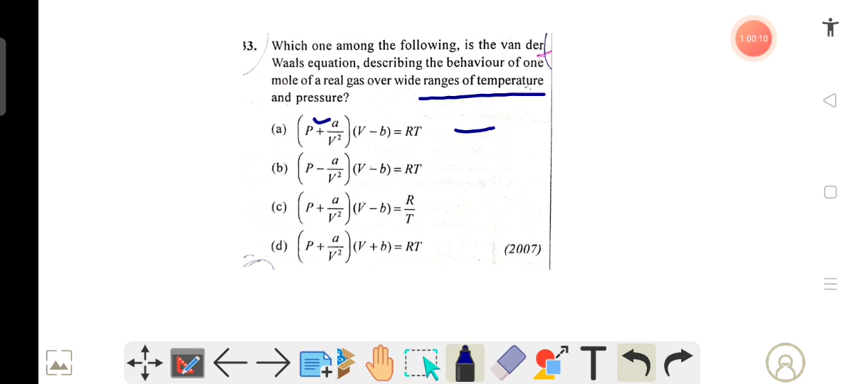 33. Which one among the following, is the van der
Waals equation, describing the behaviour of one
mole of a real gas over wide ranges of temperature
and pressure?
(a) (P + a/V²)(V – b) = RT
(b) (P – a/V²)(V – b) = RT
(c) (P + a/V²)(V – b) = R/T
(d) (P + a/V²)(V + b) = RT
(2007)
1:00:10
T